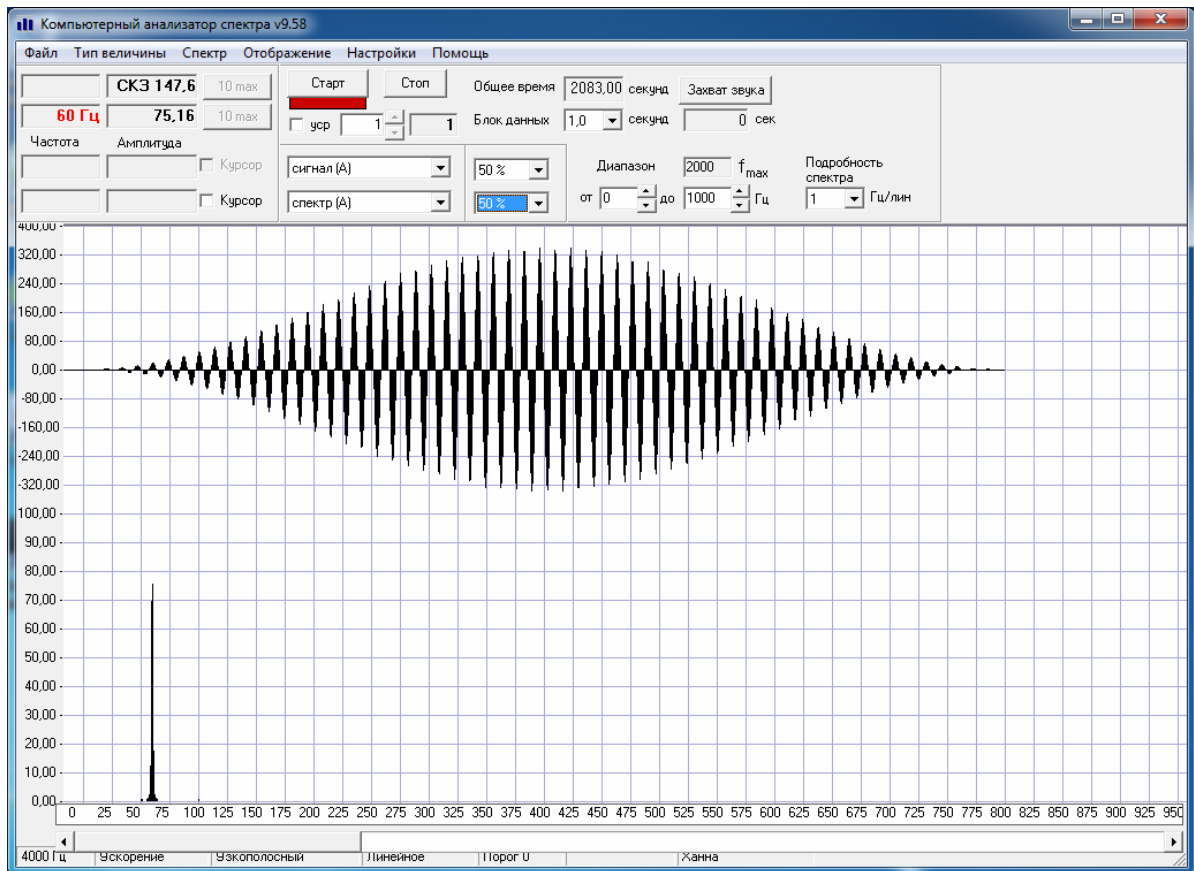 Компьютерный анализатор спектра v9.58
Файл Тип величины Спектр Отображение Настройки Помощь
СКЗ 147,6 10 max Старт Стоп Общее время 2083,00 секунд Захват звука
60 Гц 75,16 10 max уср 1 1 Блок данных 1,0 секунд 0 сек
Частота Амплитуда
Курсор сигнал (А) 50 % Диапазон 2000 fmax Подробность спектра
Курсор спектр (А) 50 % от 0 до 1000 Гц 1 Гц/лин
400,00
320,00
240,00
160,00
80,00
0,00
-80,00
-160,00
-240,00
-320,00
100,00
90,00
80,00
70,00
60,00
50,00
40,00
30,00
20,00
10,00
0,00
0 25 50 75 100 125 150 175 200 225 250 275 300 325 350 375 400 425 450 475 500 525 550 575 600 625 650 675 700 725 750 775 800 825 850 875 900 925 950
4000 Гц Ускорение Узкополосный Линейное Порог 0 Ханна